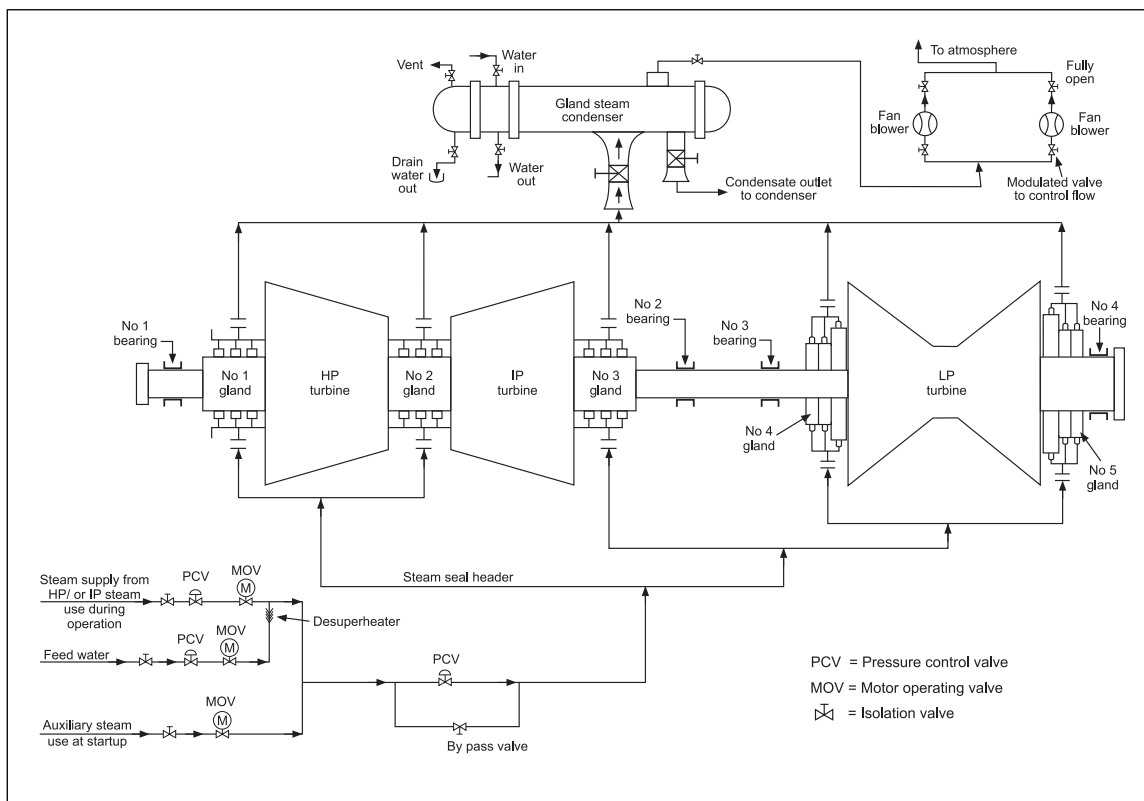 Vent
Water
in
Gland steam
condenser
Drain
water
out
Water
out
Condensate outlet
to condenser
To atmosphere
Fully
open
Fan
blower
Fan
blower
Modulated valve
to control flow
No 1
bearing
No 1
gland
HP
turbine
No 2
gland
IP
turbine
No 3
gland
No 2
bearing
No 3
bearing
No 4
gland
LP
turbine
No 4
bearing
No 5
gland
Steam seal header
Steam supply from
HP/ or IP steam
use during
operation
PCV
MOV
M
Desuperheater
Feed water
PCV
MOV
M
Auxiliary steam
use at startup
MOV
M
PCV
By pass valve
PCV = Pressure control valve
MOV = Motor operating valve
= Isolation valve